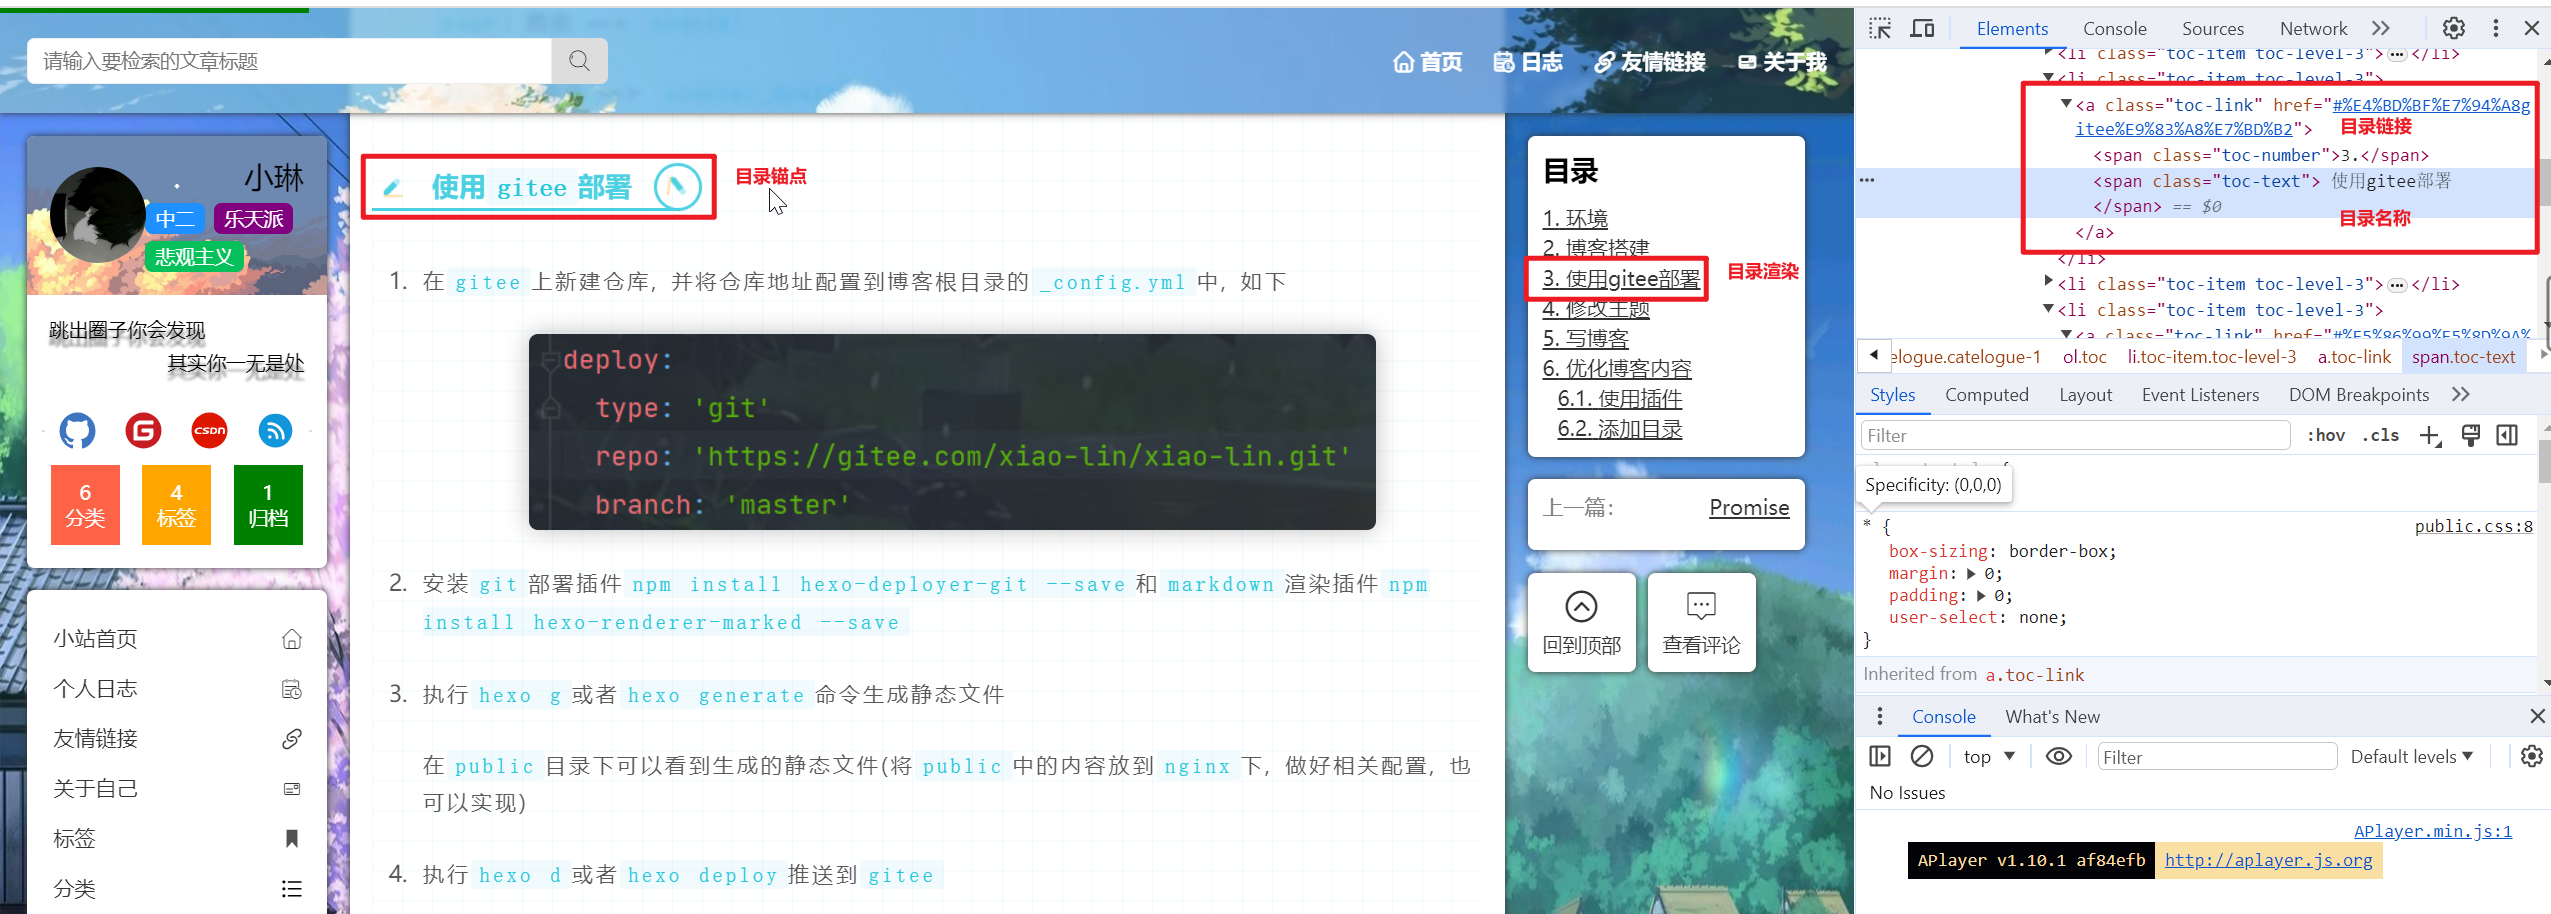 请输入要检索的文章标题
首页
日志
友情链接
关于我
小琳
中二
乐天派
悲观主义
跳出圈子你会发现
其实你一无是处
CSDN
6
分类
4
标签
1
归档
小站首页
个人日志
友情链接
关于自己
标签
分类
使用 gitee 部署
目录锚点
1. 在 gitee 上新建仓库，并将仓库地址配置到博客根目录的 _config.yml 中，如下
deploy:
type: 'git'
repo: 'https://gitee.com/xiao-lin/xiao-lin.git'
branch: 'master'
2. 安装 git 部署插件 npm install hexo-deployer-git --save 和 markdown 渲染插件 npm
install hexo-renderer-marked --save
3. 执行 hexo g 或者 hexo generate 命令生成静态文件
在 public 目录下可以看到生成的静态文件(将 public 中的内容放到 nginx 下，做好相关配置，也
可以实现)
4. 执行 hexo d 或者 hexo deploy 推送到 gitee
目录
1. 环境
2. 博客搭建
3. 使用gitee部署
目录渲染
4. 修改主题
5. 写博客
6. 优化博客内容
6.1. 使用插件
6.2. 添加目录
上一篇：
Promise
回到顶部
查看评论
Elements
Console
Sources
Network
<li class="toc-item toc-level-3">…</li>
<li class="toc-item toc-level-3">
<a class="toc-link" href="#%E4%BD%BF%E7%94%A8g
itee%E9%83%A8%E7%BD%B2">
目录链接
<span class="toc-number">3.</span>
<span class="toc-text"> 使用gitee部署
</span> == $0
目录名称
</a>
</li>
<li class="toc-item toc-level-3">…</li>
<li class="toc-item toc-level-3">
<a class="toc-link" href="#%E5%86%99%E5%8D%9A%
elogue.catelogue-1
ol.toc
li.toc-item.toc-level-3
a.toc-link
span.toc-text
Styles
Computed
Layout
Event Listeners
DOM Breakpoints
Filter
:hov
.cls
Specificity: (0,0,0)
* {
public.css:8
box-sizing: border-box;
margin: 0;
padding: 0;
user-select: none;
}
Inherited from a.toc-link
Console
What's New
top
Filter
Default levels
No Issues
APlayer.min.js:1
APlayer v1.10.1 af84efb
http://aplayer.js.org